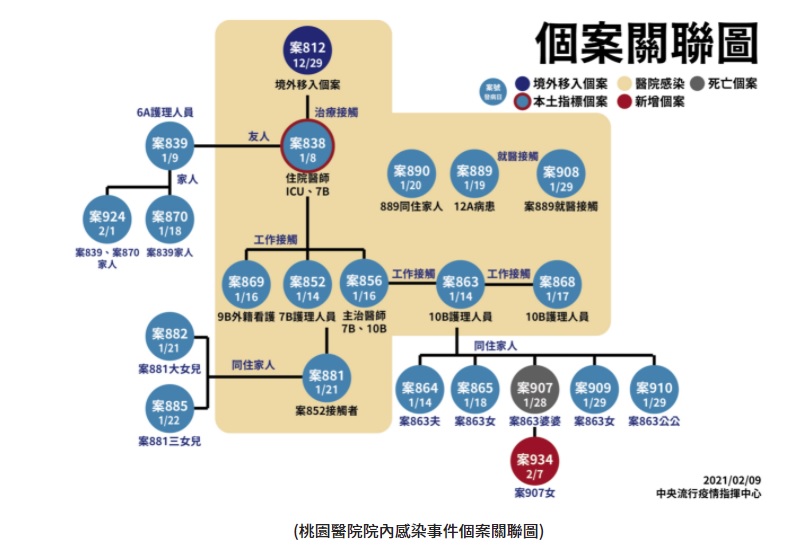 個案關聯圖
案號
發病日
境外移入個案
醫院感染
死亡個案
本土指標個案
新增個案
案812
12/29
境外移入個案
治療接觸
6A護理人員
案839
1/9
友人
案838
1/8
住院醫師
ICU、7B
家人
案924
2/1
案839、案870
家人
案870
1/18
案839家人
案890
1/20
889同住家人
案889
1/19
12A病患
就醫接觸
案908
1/29
案889就醫接觸
工作接觸
案869
1/16
9B外籍看護
案852
1/14
7B護理人員
案856
1/16
主治醫師
7B、10B
工作接觸
案863
1/14
10B護理人員
工作接觸
案868
1/17
10B護理人員
案882
1/21
案881大女兒
同住家人
案881
1/21
案852接觸者
案885
1/22
案881三女兒
同住家人
案864
1/14
案863夫
案865
1/18
案863女
案907
1/28
案863婆婆
案909
1/29
案863女
案910
1/29
案863公公
案934
2/7
案907女
2021/02/09
中央流行疫情指揮中心
(桃園醫院院內感染事件個案關聯圖)